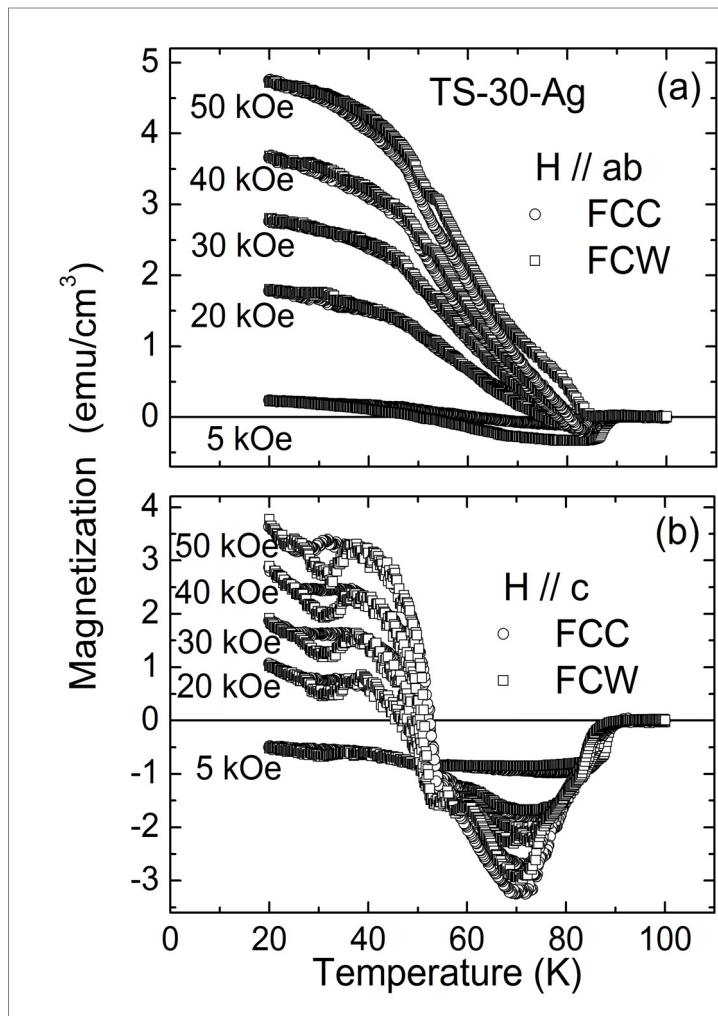 5
4
3
2
1
0
TS-30-Ag
(a)
H // ab
FCC
FCW
50 kOe
40 kOe
30 kOe
20 kOe
5 kOe
Magnetization (emu/cm³)
4
3
2
1
0
-1
-2
-3
(b)
H // c
FCC
FCW
50 kOe
40 kOe
30 kOe
20 kOe
5 kOe
0 20 40 60 80 100
Temperature (K)